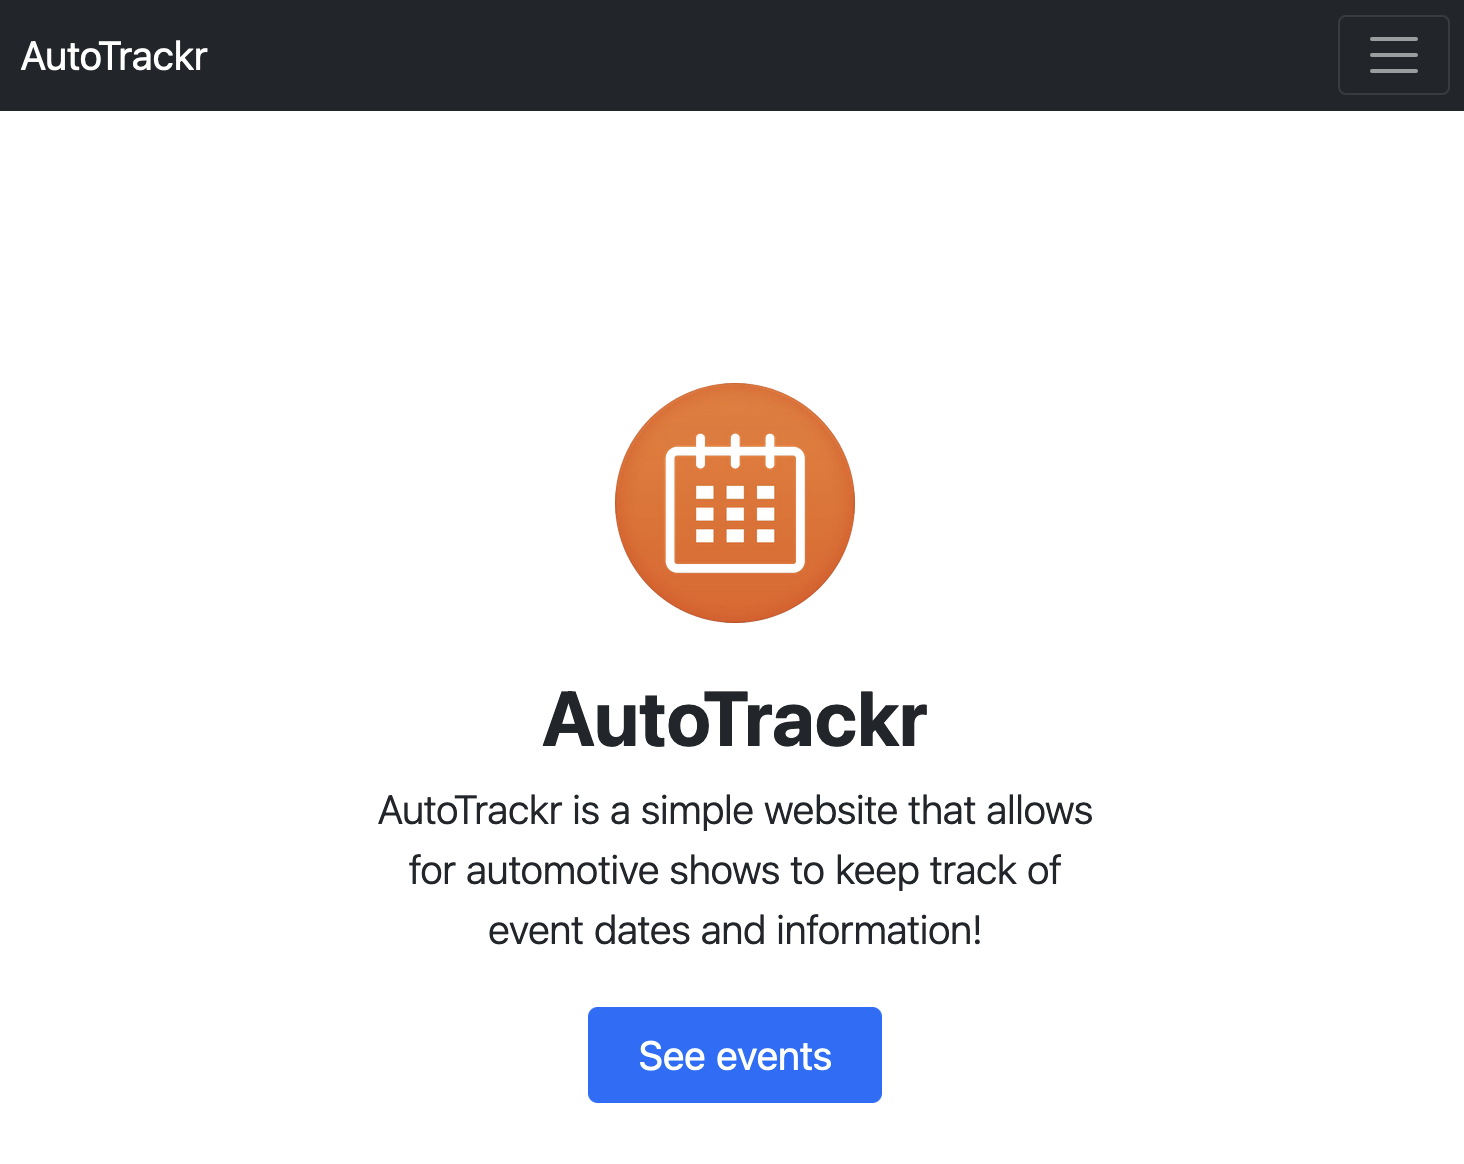 AutoTrackr
AutoTrackr
AutoTrackr is a simple website that allows
for automotive shows to keep track of
event dates and information!
See events